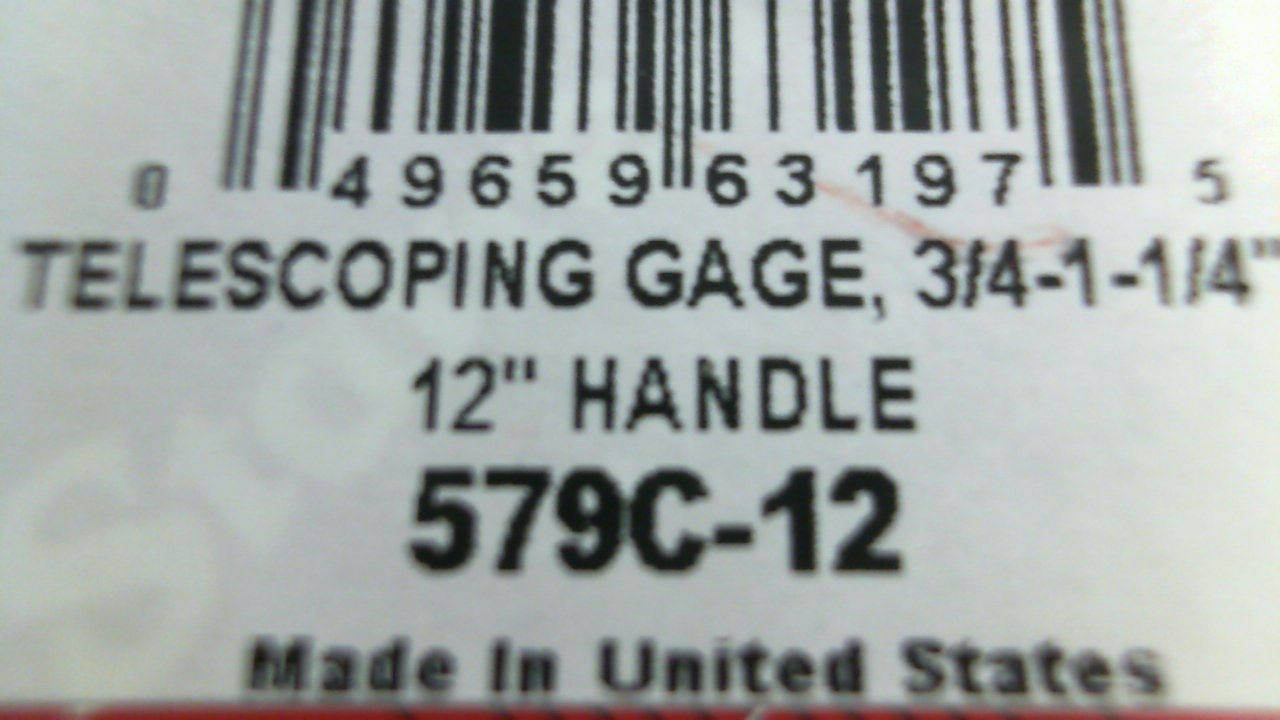 0 49659 63197 5
TELESCOPING GAGE, 3/4-1-1/4"
12" HANDLE
579C-12
Made In United States